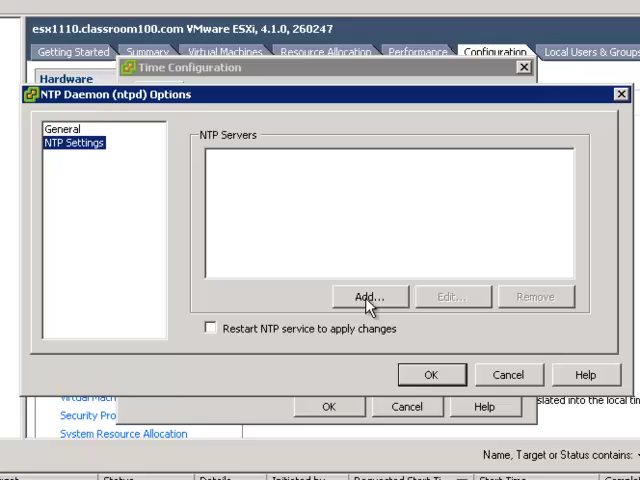 esx1110.classroom100.com VMware ESXi, 4.1.0, 260247
Getting Started Summary Virtual Machines Resource Allocation Performance Configuration Local Users & Groups
Time Configuration
Hardware
NTP Daemon (ntpd) Options
General
NTP Settings
NTP Servers
Add... Edit... Remove
Restart NTP service to apply changes
OK Cancel Help
OK Cancel Help
slated into the local tim
Security Pro
System Resource Allocation
Name, Target or Status contains:
Status Details Initiated by Requested Start Ti Start Time